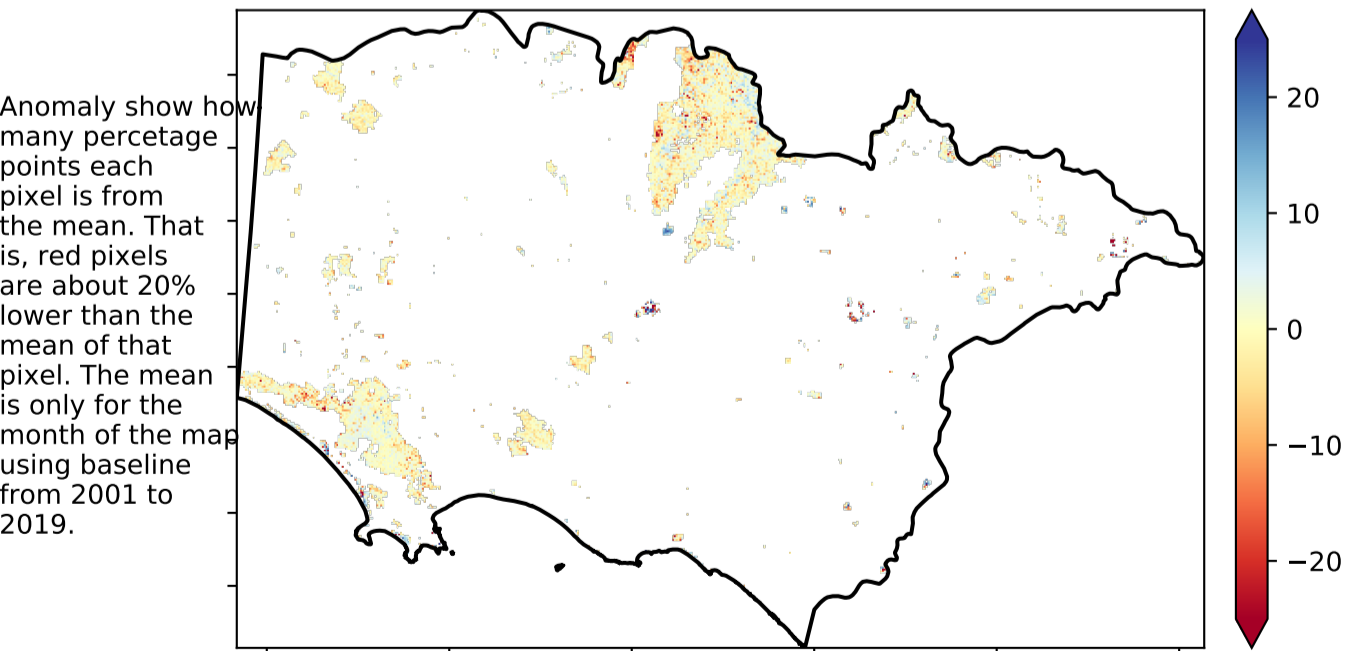 Anomaly show how
many percetage
points each
pixel is from
the mean. That
is, red pixels
are about 20%
lower than the
mean of that
pixel. The mean
is only for the
month of the map
using baseline
from 2001 to
2019.
20
10
0
−10
−20